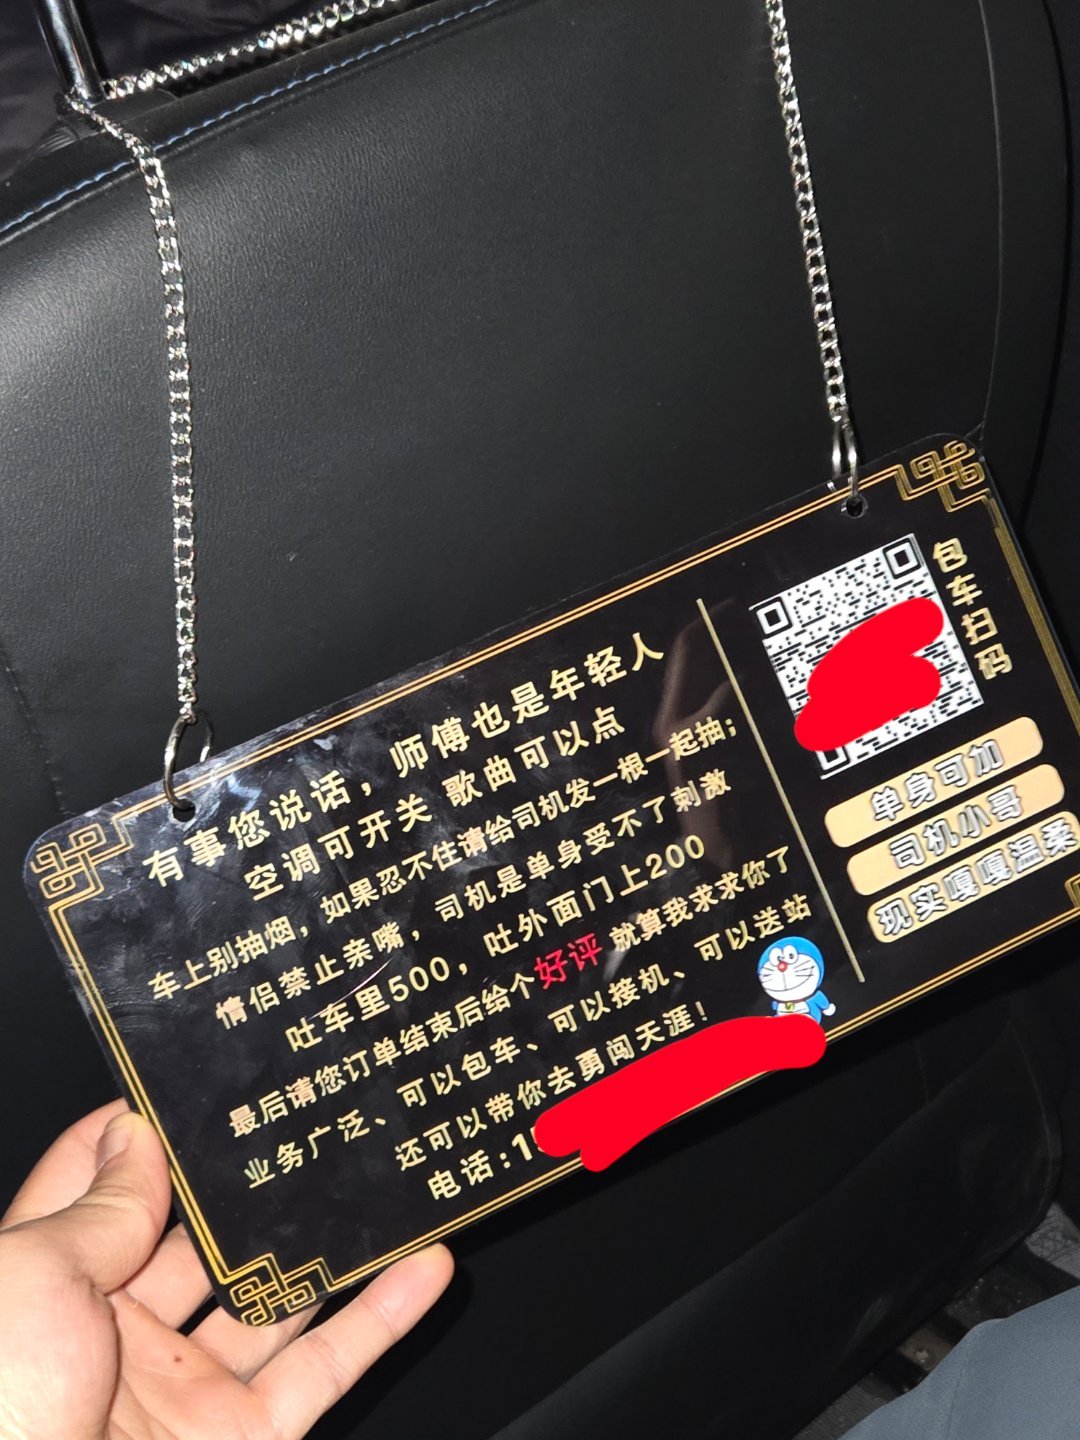 有事您说话，师傅也是年轻人
空调可开关 歌曲可以点
车上别抽烟，如果忍不住请给司机发一根一起抽；
情侣禁止亲嘴，司机是单身受不了刺激
吐车里500，吐外面门上200
最后请您订单结束后给个好评 就算我求求你了
业务广泛、可以包车、可以接机、可以送站
还可以带你去勇闯天涯！
电话:1
包车扫码
单身可加
司机小哥
现实嘎嘎温柔